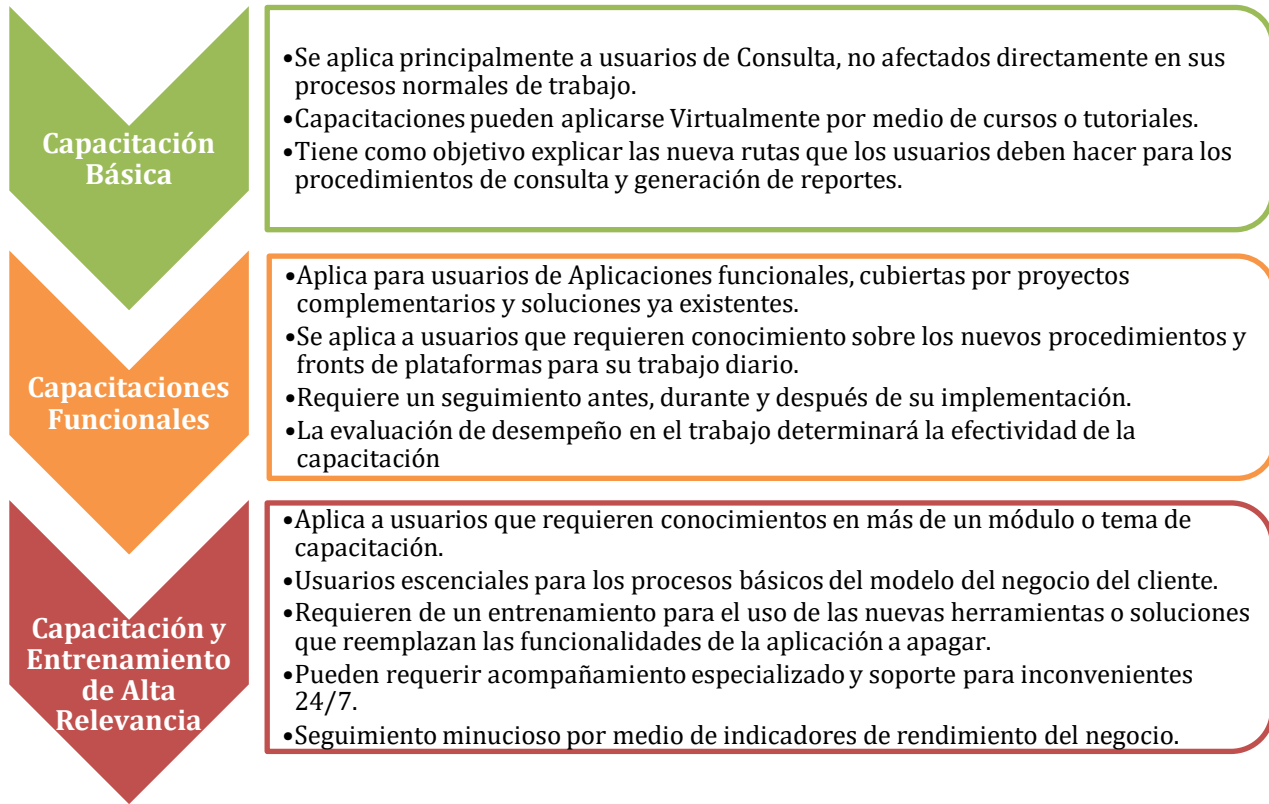 Capacitación
Básica
•Se aplica principalmente a usuarios de Consulta, no afectados directamente en sus
procesos normales de trabajo.
•Capacitaciones pueden aplicarse Virtualmente por medio de cursos o tutoriales.
•Tiene como objetivo explicar las nueva rutas que los usuarios deben hacer para los
procedimientos de consulta y generación de reportes.
Capacitaciones
Funcionales
•Aplica para usuarios de Aplicaciones funcionales, cubiertas por proyectos
complementarios y soluciones ya existentes.
•Se aplica a usuarios que requieren conocimiento sobre los nuevos procedimientos y
fronts de plataformas para su trabajo diario.
•Requiere un seguimiento antes, durante y después de su implementación.
•La evaluación de desempeño en el trabajo determinará la efectividad de la
capacitación
Capacitación y
Entrenamiento
de Alta
Relevancia
•Aplica a usuarios que requieren conocimientos en más de un módulo o tema de
capacitación.
•Usuarios escenciales para los procesos básicos del modelo del negocio del cliente.
•Requieren de un entrenamiento para el uso de las nuevas herramientas o soluciones
que reemplazan las funcionalidades de la aplicación a apagar.
•Pueden requerir acompañamiento especializado y soporte para inconvenientes
24/7.
•Seguimiento minucioso por medio de indicadores de rendimiento del negocio.